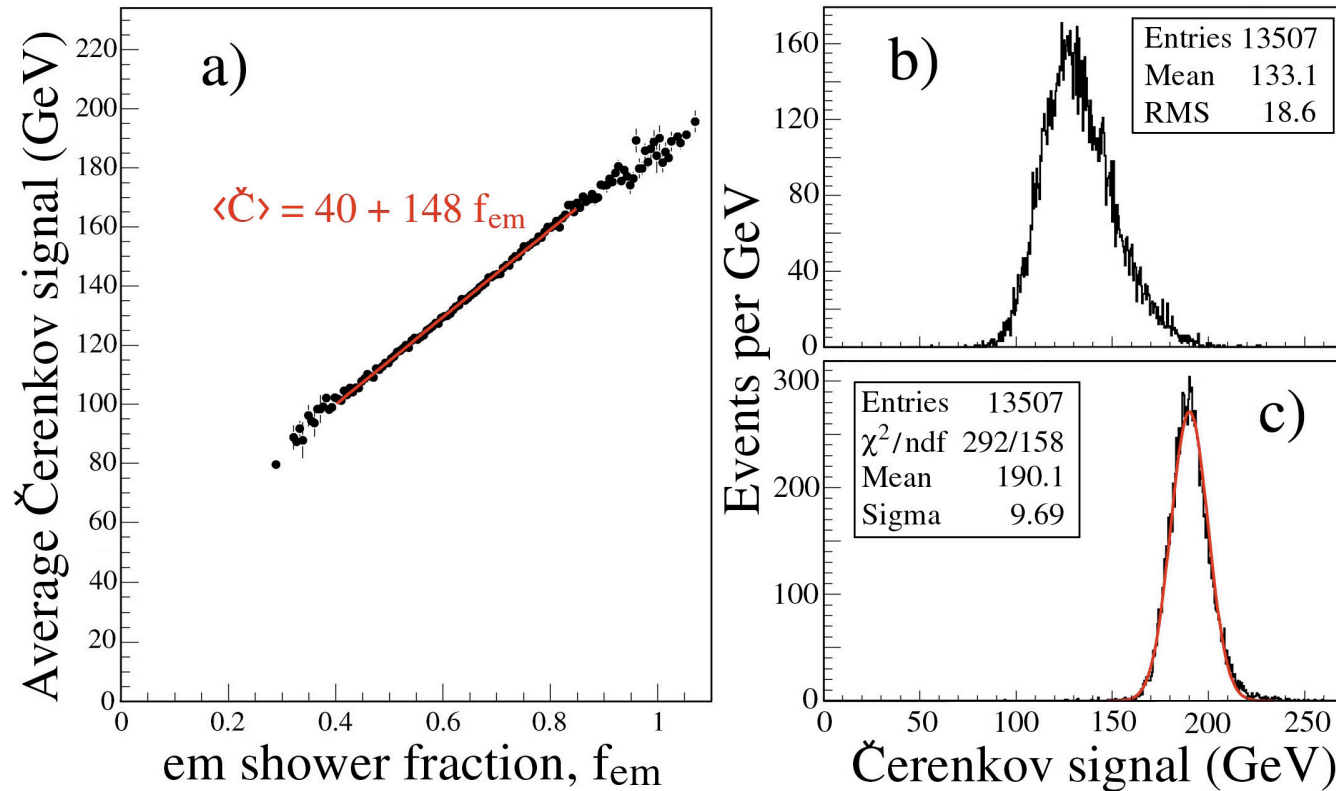 a)
⟨Č⟩ = 40 + 148 f_em
Average Čerenkov signal (GeV)
220
200
180
160
140
120
100
80
60
40
20
0
0 0.2 0.4 0.6 0.8 1
em shower fraction, f_em
b)
Entries 13507
Mean 133.1
RMS 18.6
160
120
80
40
0
Events per GeV
c)
Entries 13507
χ²/ndf 292/158
Mean 190.1
Sigma 9.69
300
200
100
0
0 50 100 150 200 250
Čerenkov signal (GeV)